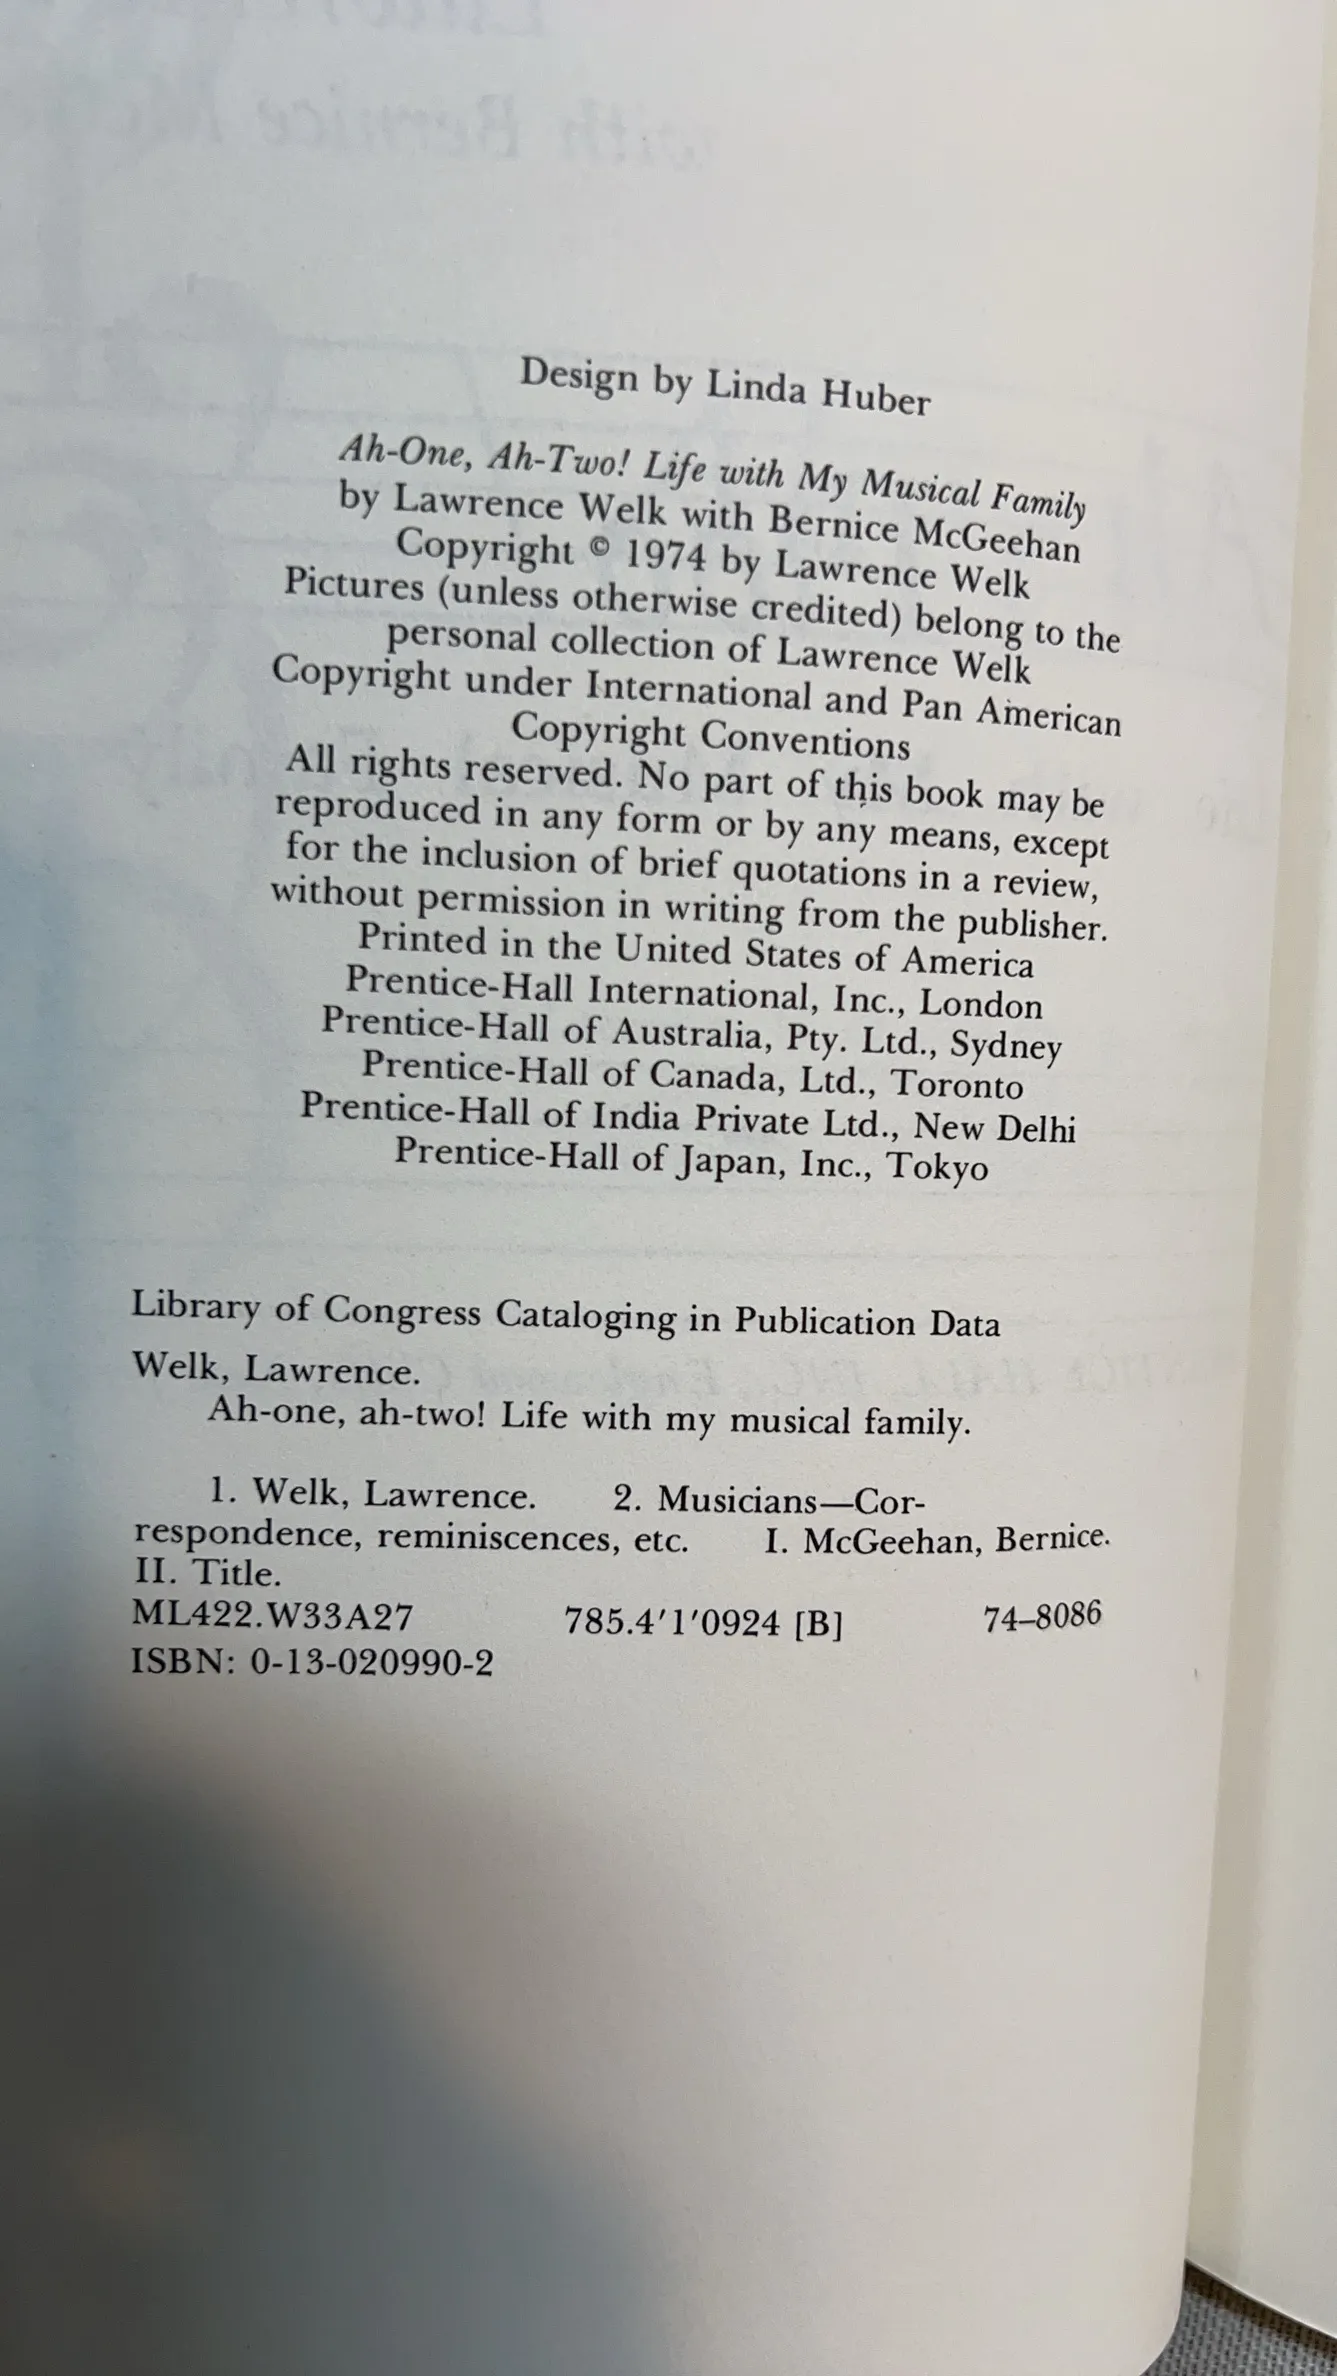 Design by Linda Huber
Ah-One, Ah-Two! Life with My Musical Family
by Lawrence Welk with Bernice McGeehan
Copyright © 1974 by Lawrence Welk
Pictures (unless otherwise credited) belong to the
personal collection of Lawrence Welk
Copyright under International and Pan American
Copyright Conventions
All rights reserved. No part of this book may be
reproduced in any form or by any means, except
for the inclusion of brief quotations in a review,
without permission in writing from the publisher.
Printed in the United States of America
Prentice-Hall International, Inc., London
Prentice-Hall of Australia, Pty. Ltd., Sydney
Prentice-Hall of Canada, Ltd., Toronto
Prentice-Hall of India Private Ltd., New Delhi
Prentice-Hall of Japan, Inc., Tokyo
Library of Congress Cataloging in Publication Data
Welk, Lawrence.
Ah-one, ah-two! Life with my musical family.
1. Welk, Lawrence. 2. Musicians—Cor-
respondence, reminiscences, etc. I. McGeehan, Bernice.
II. Title.
ML422.W33A27 785.4'1'0924 [B] 74–8086
ISBN: 0-13-020990-2